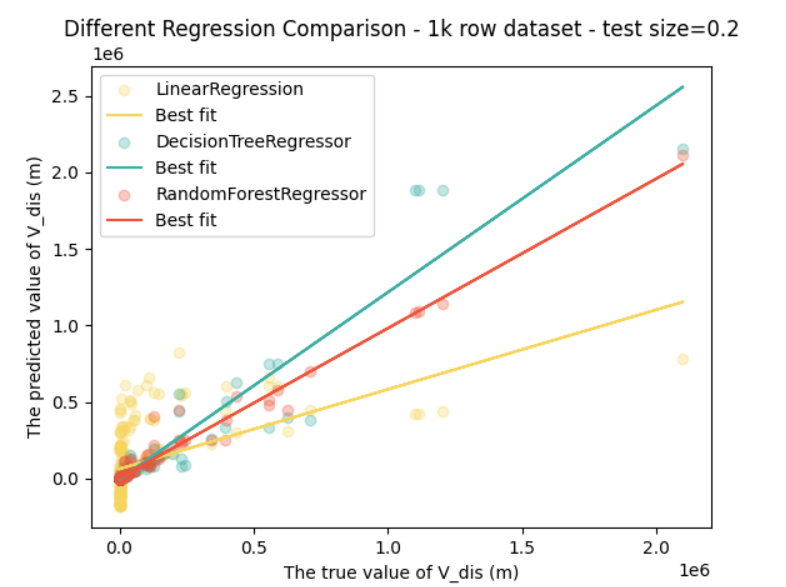 Different Regression Comparison - 1k row dataset - test size=0.2
1e6
LinearRegression
Best fit
DecisionTreeRegressor
Best fit
RandomForestRegressor
Best fit
2.5
2.0
1.5
1.0
0.5
0.0
The predicted value of V_dis (m)
0.0 0.5 1.0 1.5 2.0
1e6
The true value of V_dis (m)